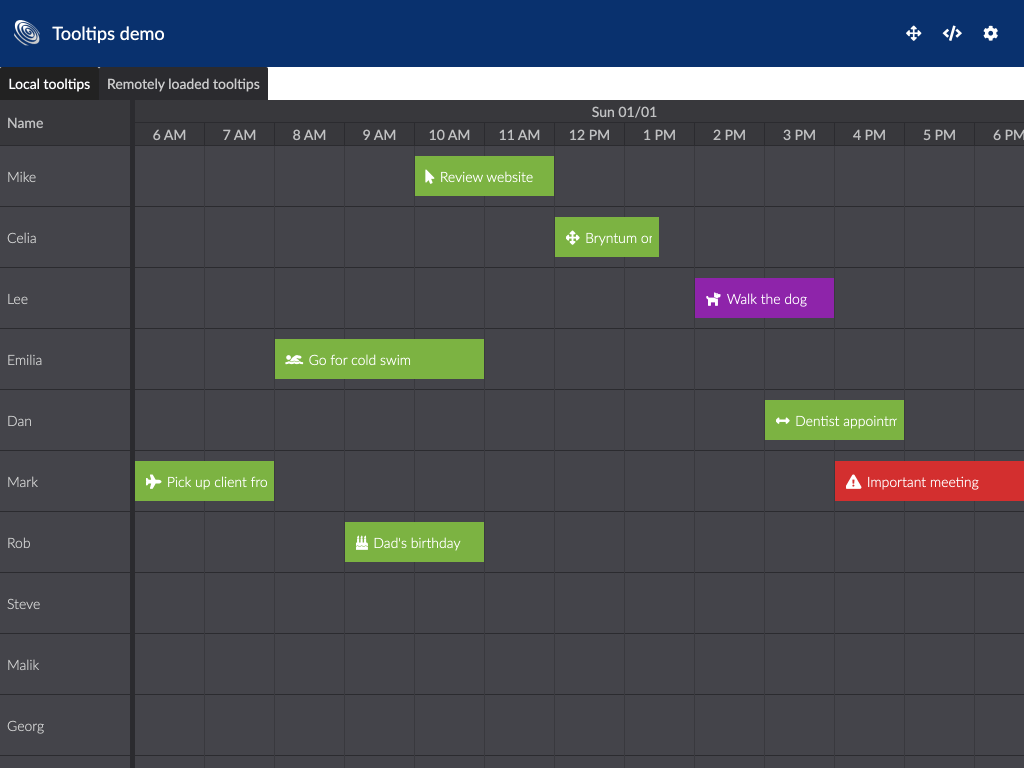 Tooltips demo
Local tooltips Remotely loaded tooltips
Name
Sun 01/01
6 AM 7 AM 8 AM 9 AM 10 AM 11 AM 12 PM 1 PM 2 PM 3 PM 4 PM 5 PM 6 PM
Mike Review website
Celia Bryntum or
Lee Walk the dog
Emilia Go for cold swim
Dan Dentist appointm
Mark Pick up client fro Important meeting
Rob Dad's birthday
Steve
Malik
Georg